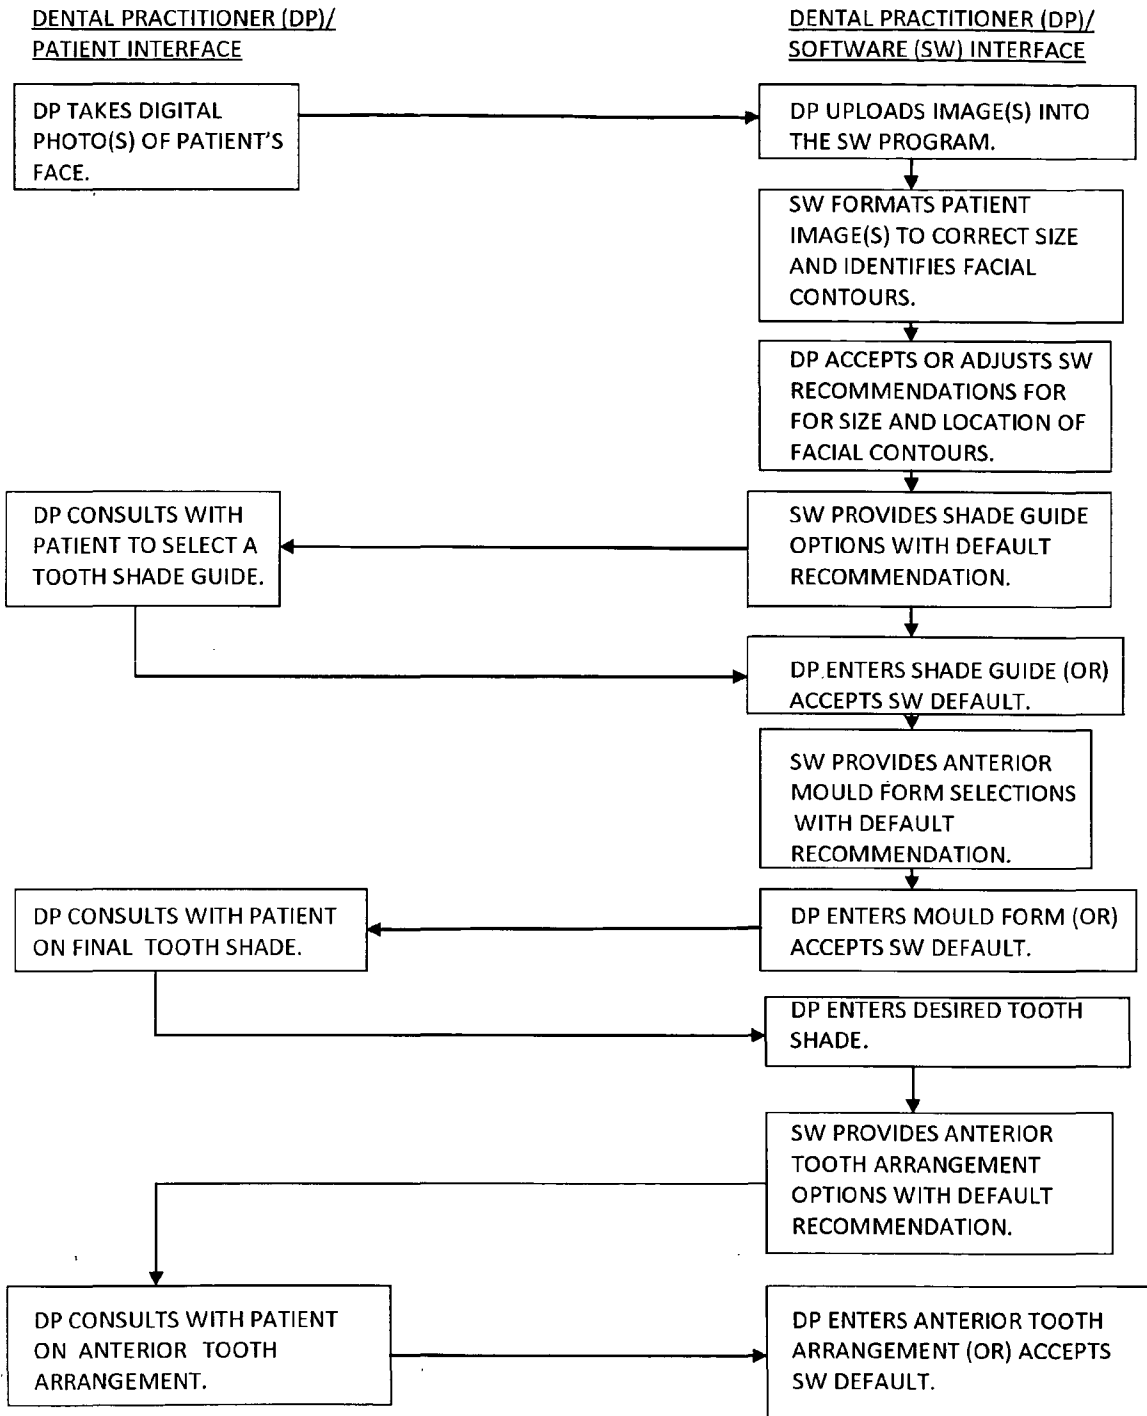 DENTAL PRACTITIONER (DP)/
PATIENT INTERFACE
DENTAL PRACTITIONER (DP)/
SOFTWARE (SW) INTERFACE
DP TAKES DIGITAL
PHOTO(S) OF PATIENT'S
FACE.
DP UPLOADS IMAGE(S) INTO
THE SW PROGRAM.
SW FORMATS PATIENT
IMAGE(S) TO CORRECT SIZE
AND IDENTIFIES FACIAL
CONTOURS.
DP ACCEPTS OR ADJUSTS SW
RECOMMENDATIONS FOR
FOR SIZE AND LOCATION OF
FACIAL CONTOURS.
SW PROVIDES SHADE GUIDE
OPTIONS WITH DEFAULT
RECOMMENDATION.
DP CONSULTS WITH
PATIENT TO SELECT A
TOOTH SHADE GUIDE.
DP ENTERS SHADE GUIDE (OR)
ACCEPTS SW DEFAULT.
SW PROVIDES ANTERIOR
MOULD FORM SELECTIONS
WITH DEFAULT
RECOMMENDATION.
DP ENTERS MOULD FORM (OR)
ACCEPTS SW DEFAULT.
DP CONSULTS WITH PATIENT
ON FINAL TOOTH SHADE.
DP ENTERS DESIRED TOOTH
SHADE.
SW PROVIDES ANTERIOR
TOOTH ARRANGEMENT
OPTIONS WITH DEFAULT
RECOMMENDATION.
DP CONSULTS WITH PATIENT
ON ANTERIOR TOOTH
ARRANGEMENT.
DP ENTERS ANTERIOR TOOTH
ARRANGEMENT (OR) ACCEPTS
SW DEFAULT.